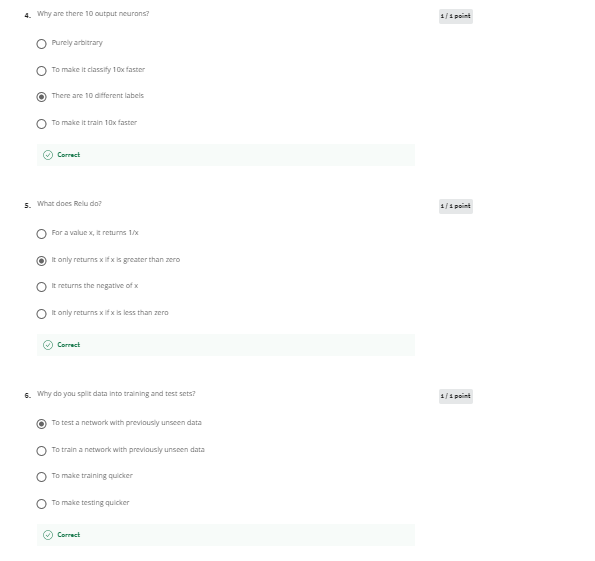 4. Why are there 10 output neurons?
1 / 1 point
Purely arbitrary
To make it classify 10x faster
There are 10 different labels
To make it train 10x faster
Correct
5. What does Relu do?
1 / 1 point
For a value x, it returns 1/x
It only returns x if x is greater than zero
It returns the negative of x
It only returns x if x is less than zero
Correct
6. Why do you split data into training and test sets?
1 / 1 point
To test a network with previously unseen data
To train a network with previously unseen data
To make training quicker
To make testing quicker
Correct